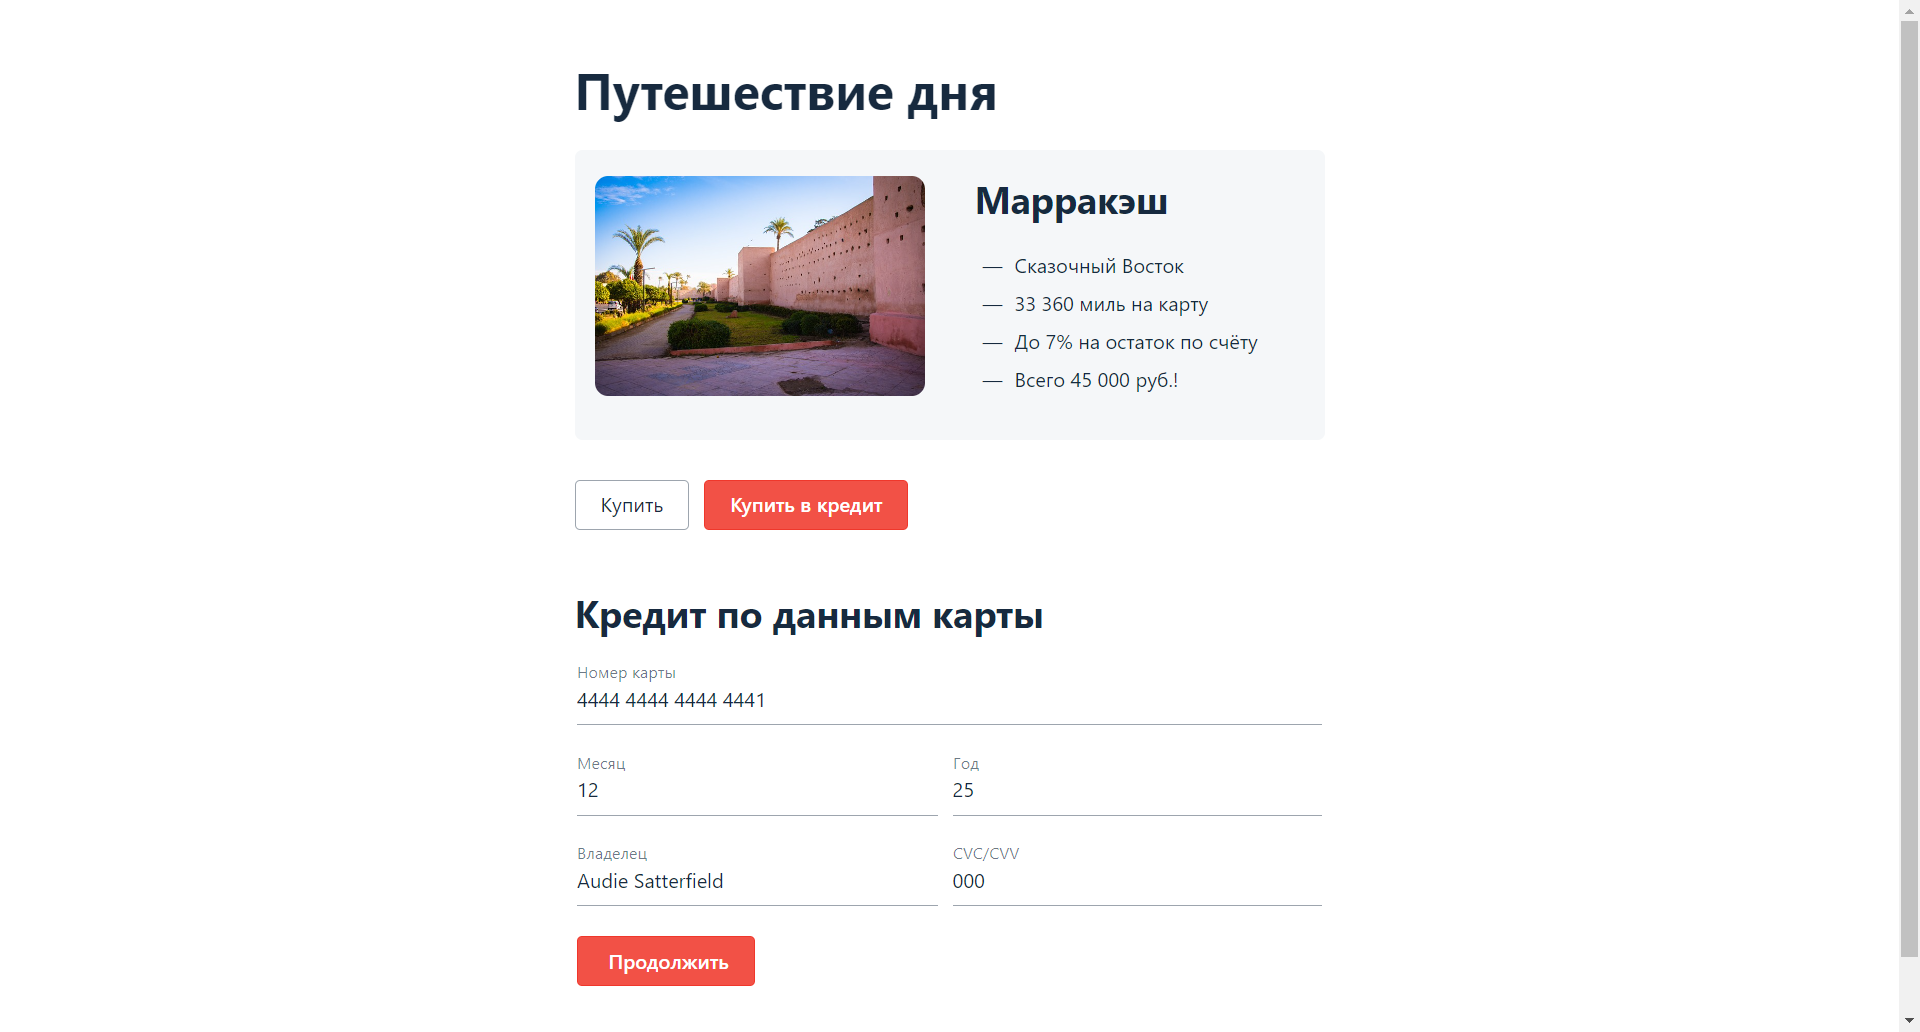 Путешествие дня
Марракэш
— Сказочный Восток
— 33 360 миль на карту
— До 7% на остаток по счёту
— Всего 45 000 руб.!
Купить
Купить в кредит
Кредит по данным карты
Номер карты
4444 4444 4444 4441
Месяц
12
Год
25
Владелец
Audie Satterfield
CVC/CVV
000
Продолжить